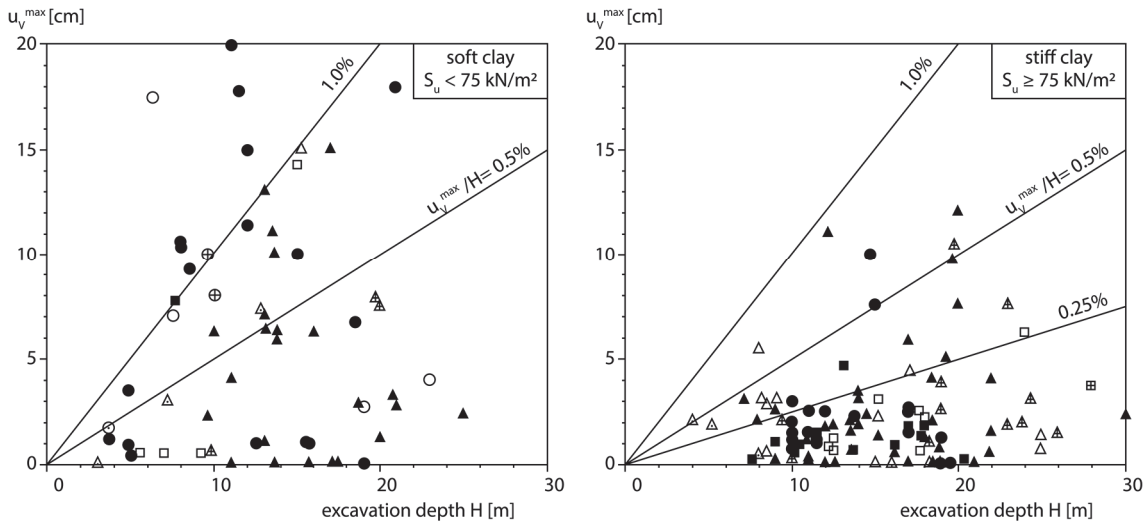 u_v^max [cm]
20
15
10
5
0
0
10
20
30
excavation depth H [m]
1.0%
u_v^max /H= 0.5%
soft clay
S_u < 75 kN/m²
u_v^max [cm]
20
15
10
5
0
0
10
20
30
excavation depth H [m]
1.0%
u_v^max /H= 0.5%
0.25%
stiff clay
S_u ≥ 75 kN/m²